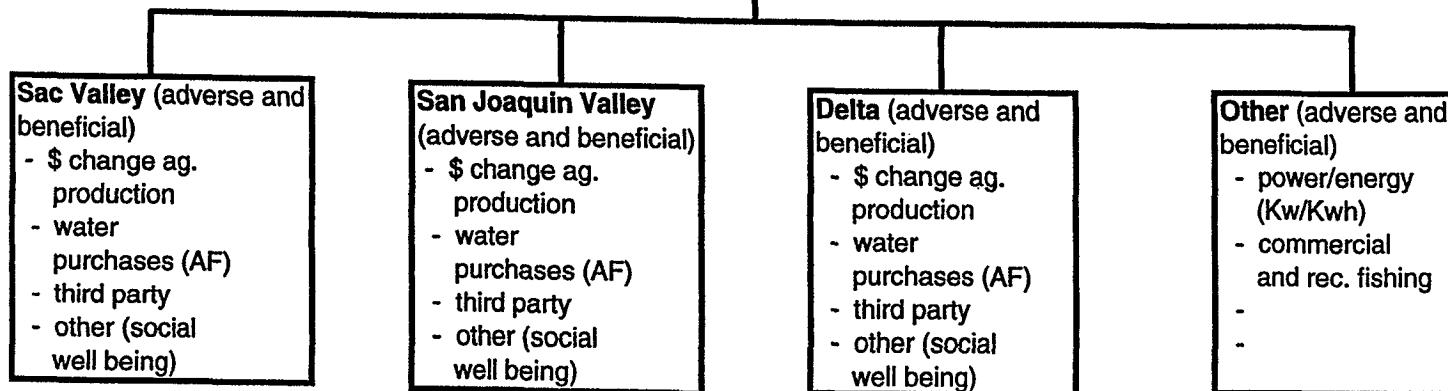 Sac Valley (adverse and
beneficial)
- $ change ag.
production
- water
purchases (AF)
- third party
- other (social
well being)
San Joaquin Valley
(adverse and beneficial)
- $ change ag.
production
- water
purchases (AF)
- third party
- other (social
well being)
Delta (adverse and
beneficial)
- $ change ag.
production
- water
purchases (AF)
- third party
- other (social
well being)
Other (adverse and
beneficial)
- power/energy
(Kw/Kwh)
- commercial
and rec. fishing
-
-